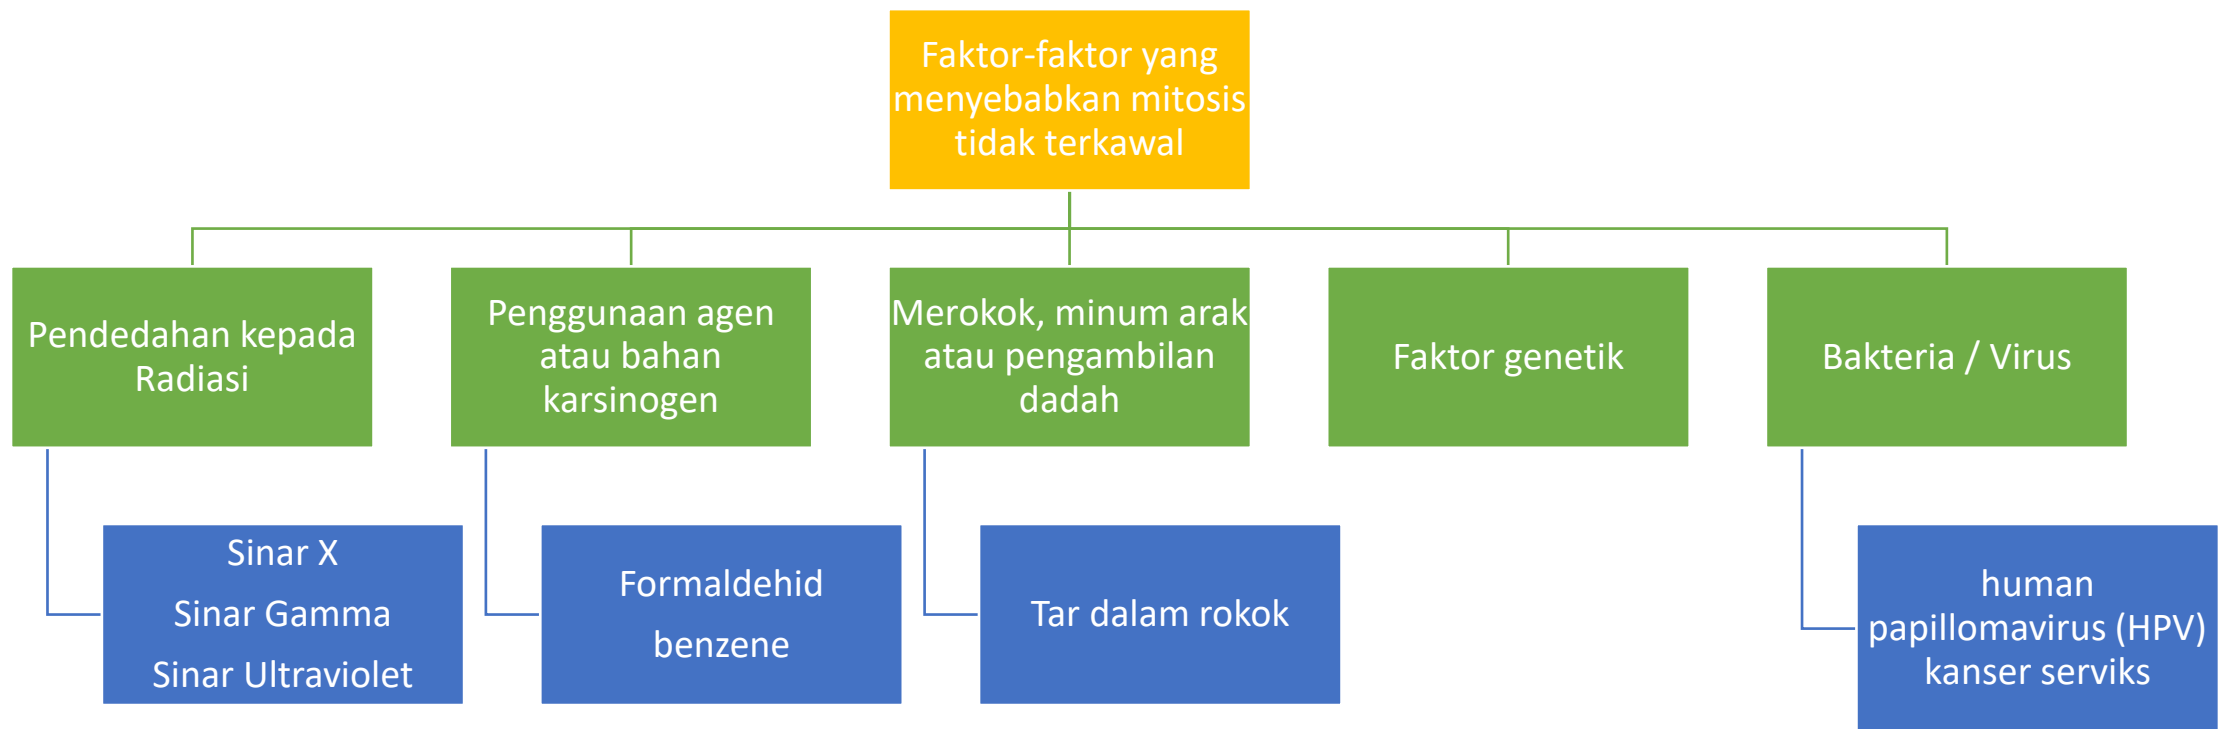 Faktor-faktor yang
menyebabkan mitosis
tidak terkawal
Pendedahan kepada
Radiasi
Penggunaan agen
atau bahan
karsinogen
Merokok, minum arak
atau pengambilan
dadah
Faktor genetik
Bakteria / Virus
Sinar X
Sinar Gamma
Sinar Ultraviolet
Formaldehid
benzene
Tar dalam rokok
human
papillomavirus (HPV)
kanser serviks